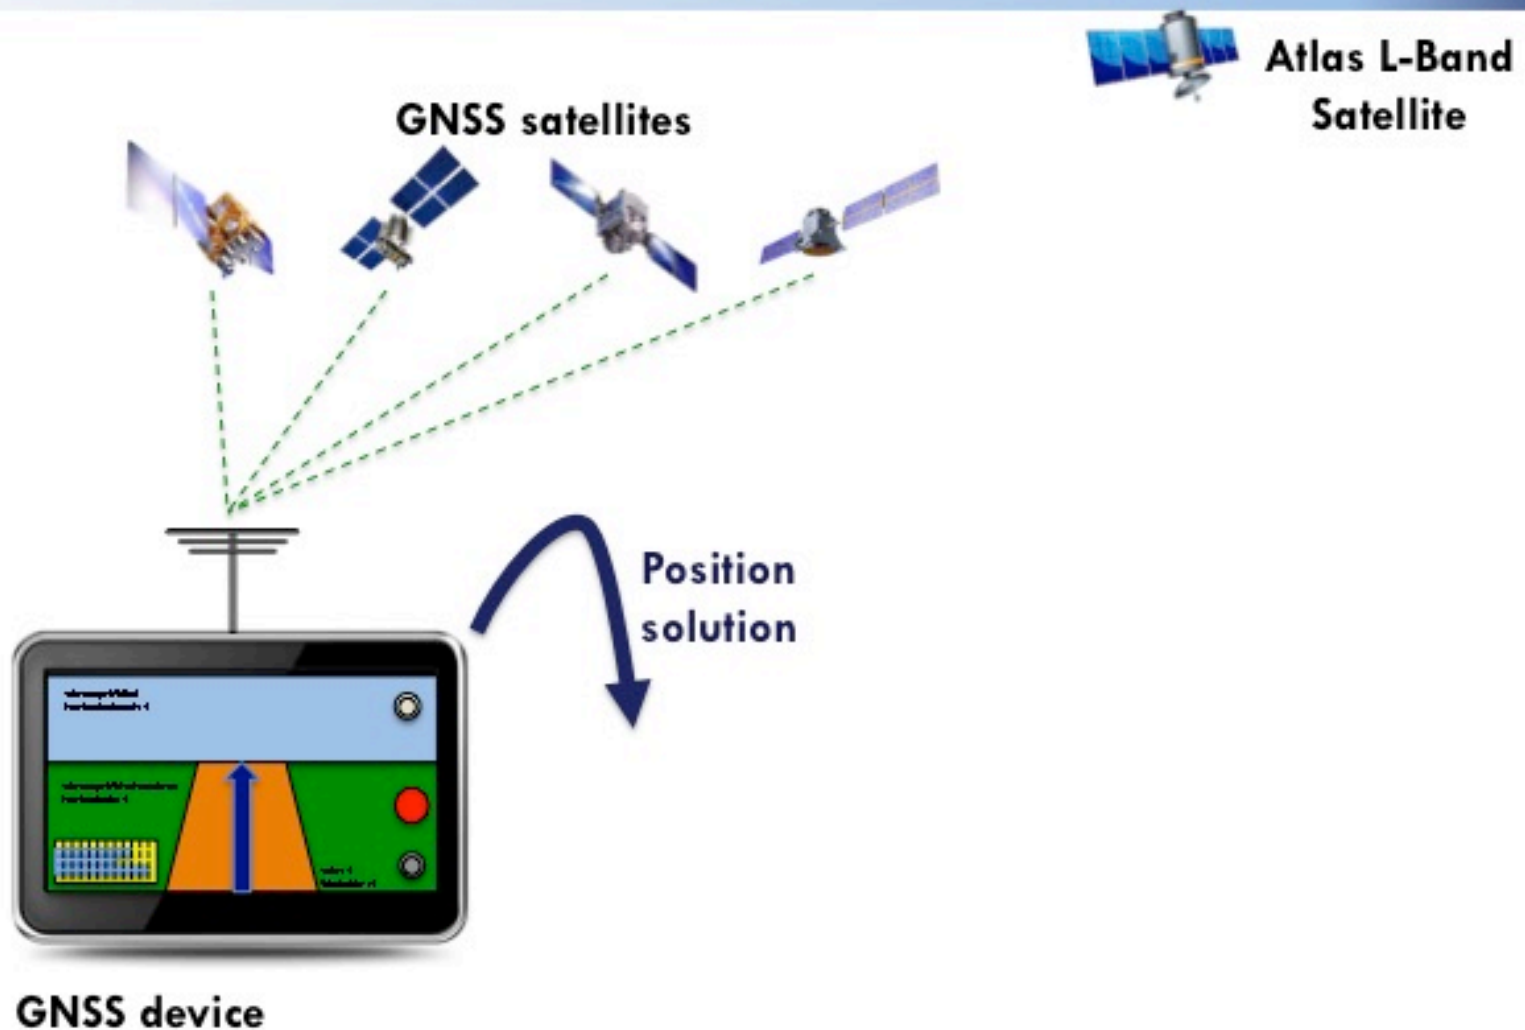 Atlas L-Band
Satellite
GNSS satellites
Position
solution
GNSS device